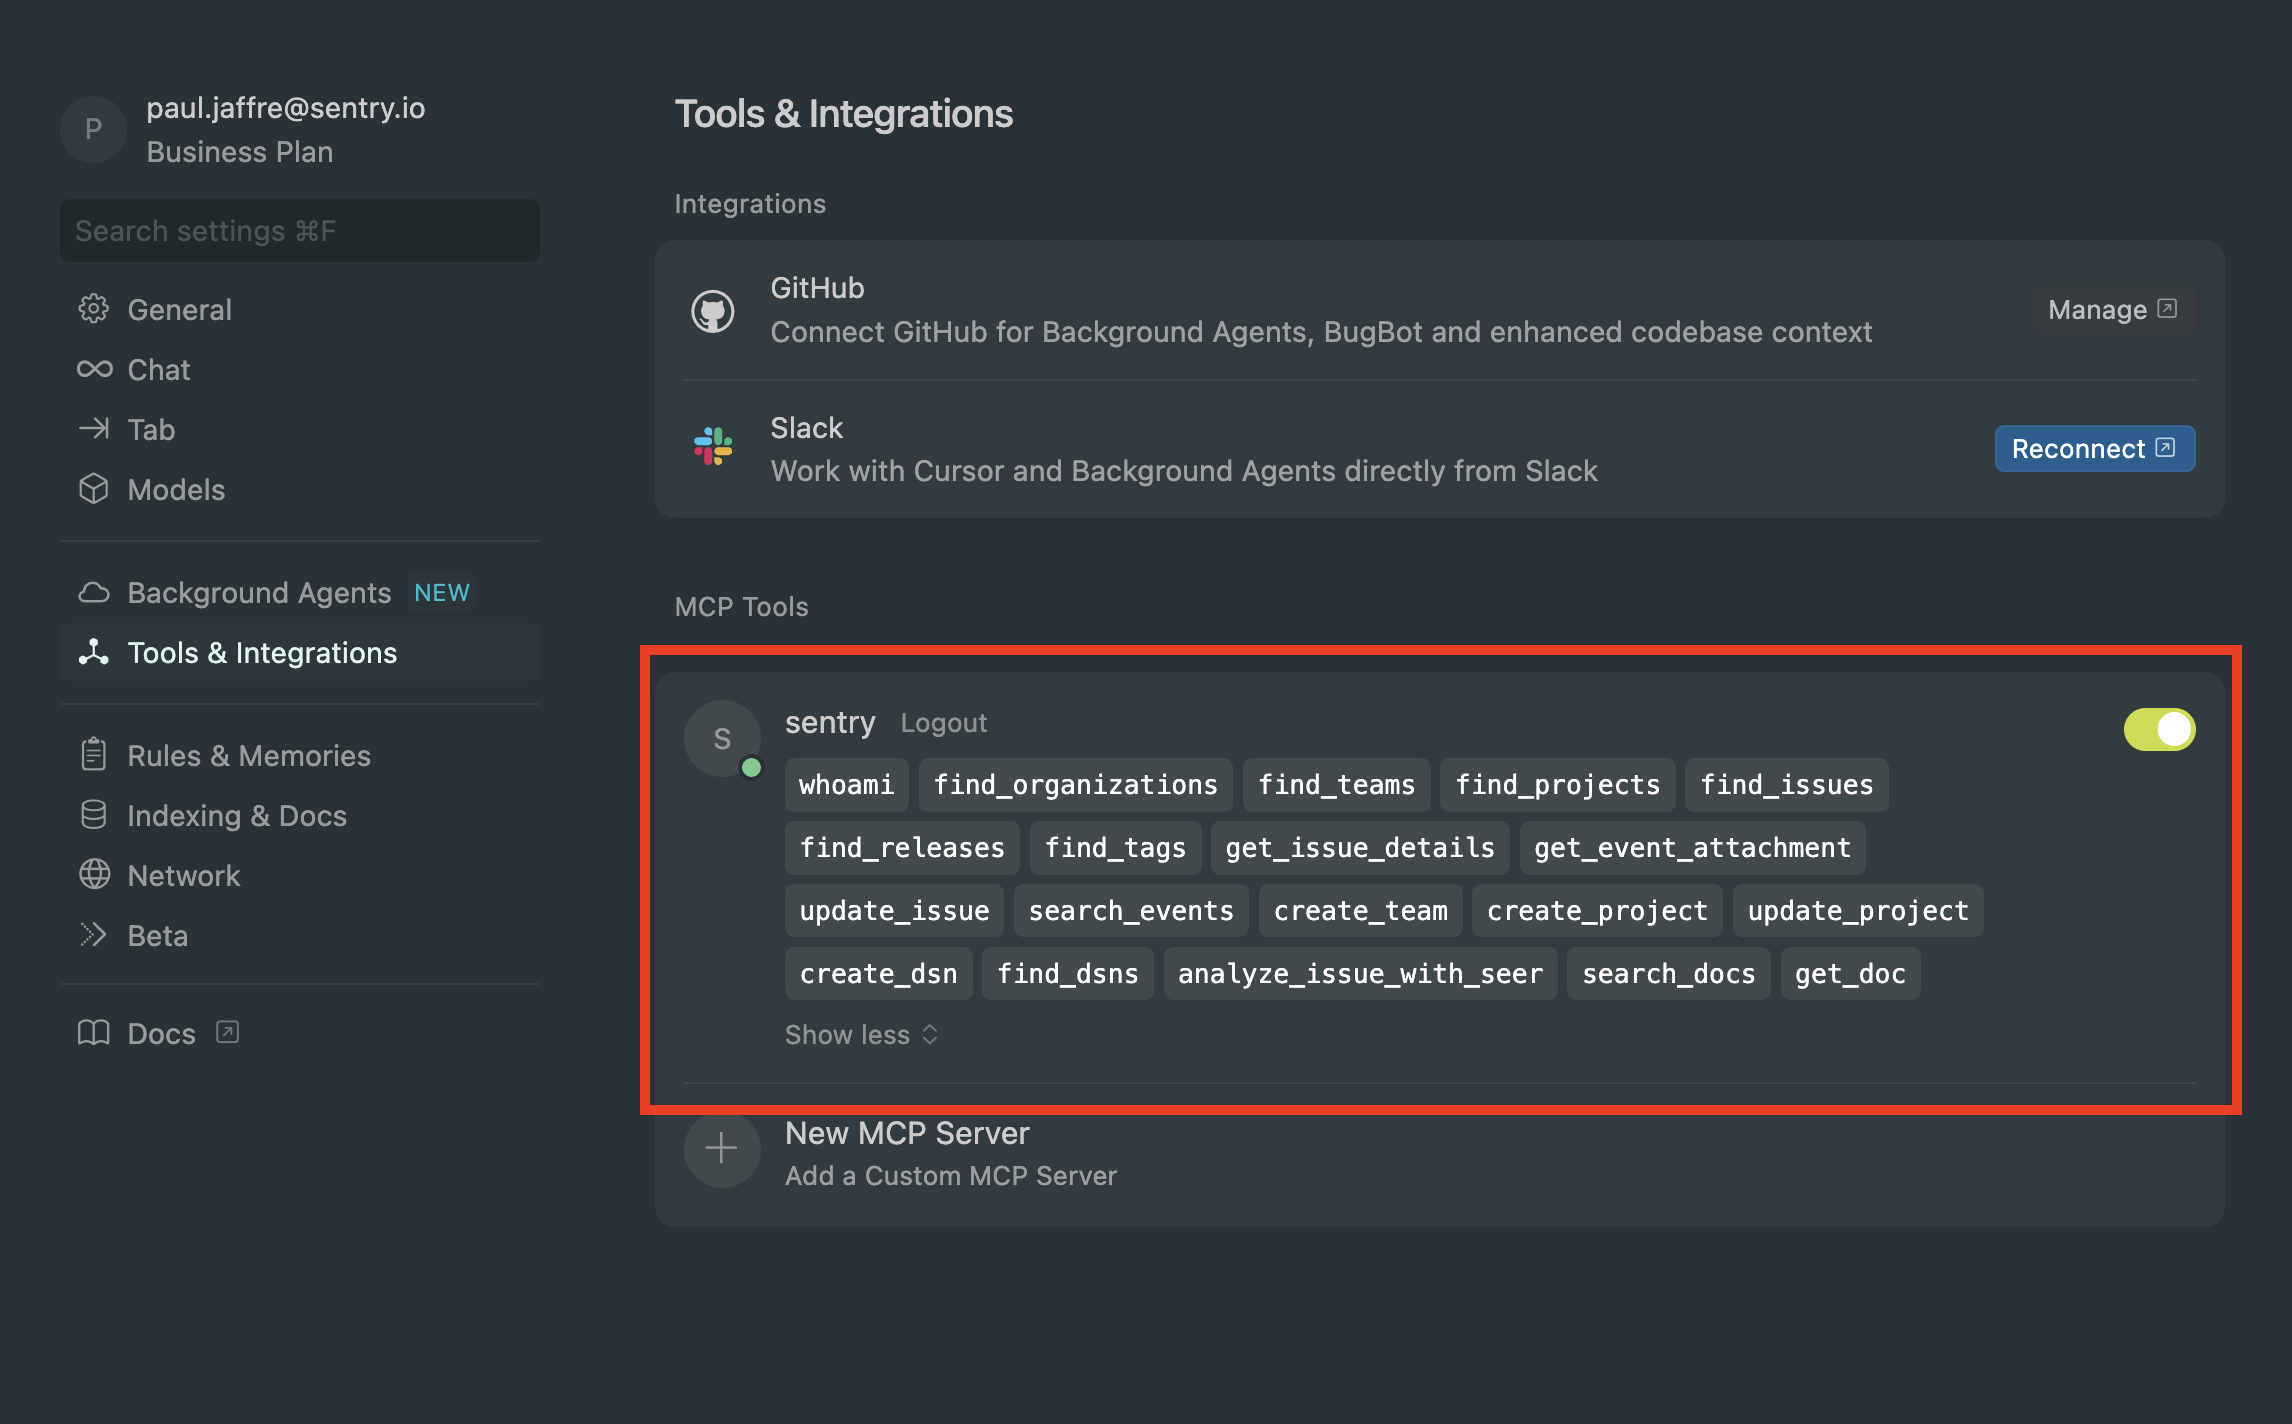 P
paul.jaffre@sentry.io
Business Plan
Search settings ⌘F
General
Chat
Tab
Models
Background Agents NEW
Tools & Integrations
Rules & Memories
Indexing & Docs
Network
Beta
Docs
Tools & Integrations
Integrations
GitHub
Connect GitHub for Background Agents, BugBot and enhanced codebase context
Manage
Slack
Work with Cursor and Background Agents directly from Slack
Reconnect
MCP Tools
S
sentry Logout
whoami find_organizations find_teams find_projects find_issues
find_releases find_tags get_issue_details get_event_attachment
update_issue search_events create_team create_project update_project
create_dsn find_dsns analyze_issue_with_seer search_docs get_doc
Show less
New MCP Server
Add a Custom MCP Server